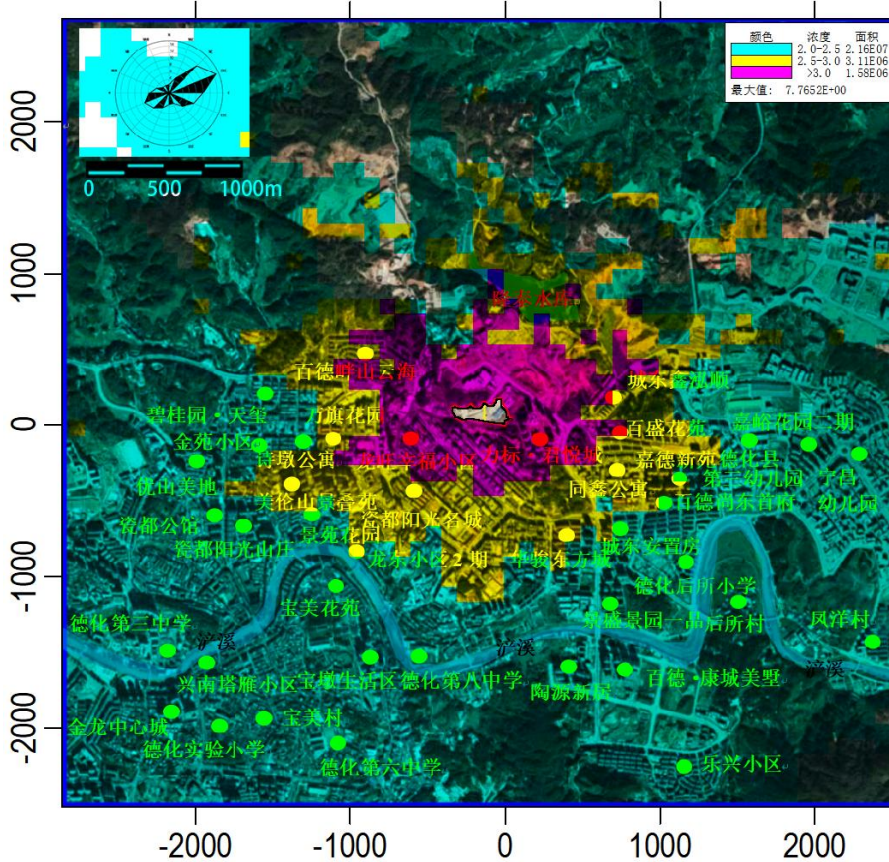 颜色 浓度 面积
2.0-2.5 2.16E07
2.5-3.0 3.11E06
>3.0 1.58E06
最大值: 7.7652E+00
0 500 1000m
2000
1000
0
-1000
-2000
百德畔山云海
城东鑫泓顺
碧桂园·天玺
万旗花园
百盛花苑
嘉峪花园二期
金苑小区
诗墩公寓
龙庄幸福小区
嘉德新苑
德化县
第三幼儿园
宁昌
幼儿园
优山美地
美伦山景鑫苑
同鑫公寓
百德尚东首府
瓷都公馆
瓷都阳光山庄
景苑花园
瓷都阳光名城
城东安置房
龙东小区2期
华骏东方城
德化后所小学
宝美花苑
德化第三中学
浐溪
浐溪
浐溪
景盛景园一品
后所村
凤洋村
兴南塔雁小区
宝墩生活区
德化第八中学
陶源新居
百德·康城美墅
金龙中心城
宝美村
德化实验小学
德化第六中学
乐兴小区
-2000 -1000 0 1000 2000